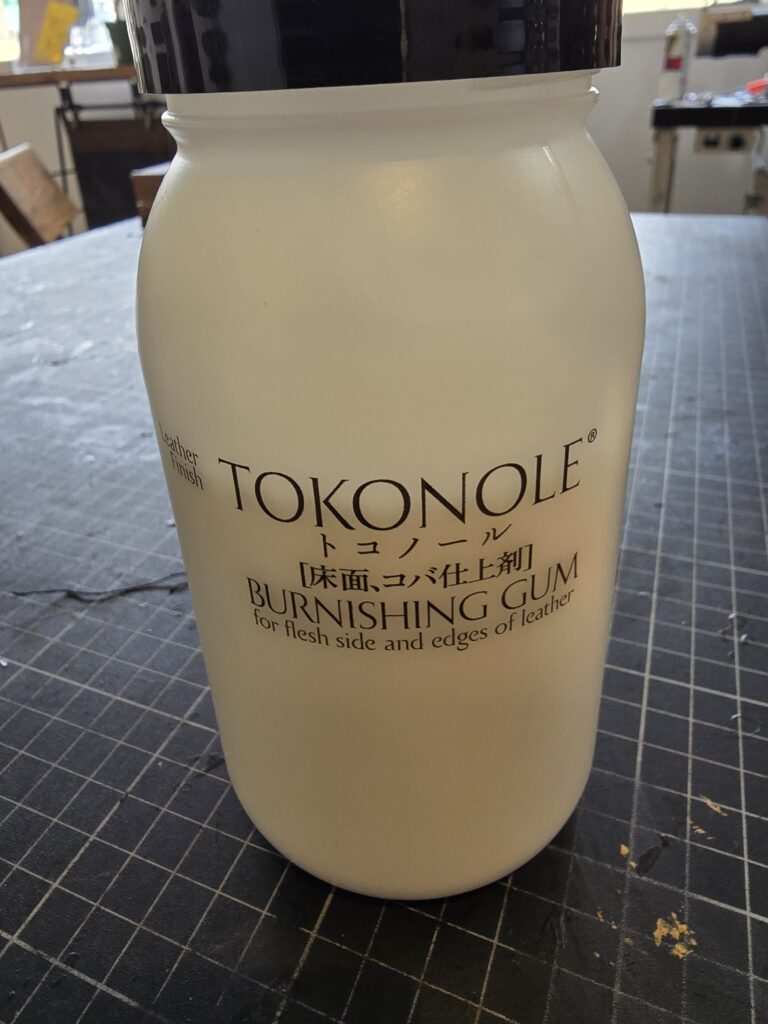 Leather
Finish
TOKONOLE®
トコノール
[床面、コバ仕上剤]
BURNISHING GUM
for flesh side and edges of leather